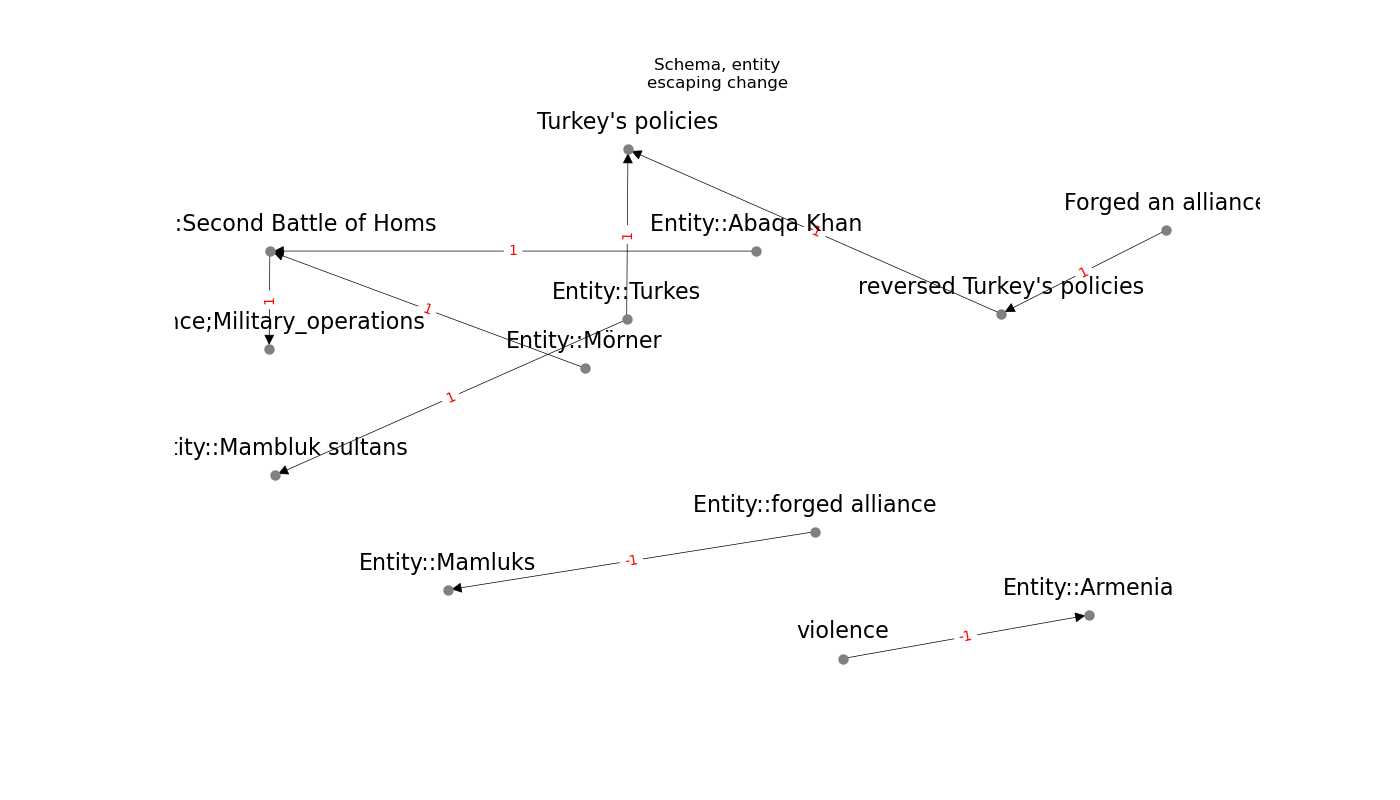 Schema, entity
escaping change
Turkey's policies
Forged an alliance
:Second Battle of Homs
Entity::Abaqa Khan
1
1
1
1
reversed Turkey's policies
Entity::Turkes
1
1
nce;Military_operations
Entity::Mörner
1
Entity::Mambluk sultans
Entity::forged alliance
Entity::Mamluks
-1
Entity::Armenia
violence
-1